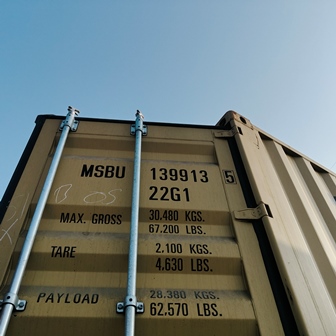 MSBU 139913 5
22G1
MAX. GROSS 30.480 KGS.
67.200 LBS.
TARE 2.100 KGS.
4.630 LBS.
PAYLOAD 28.380 KGS.
62.570 LBS.